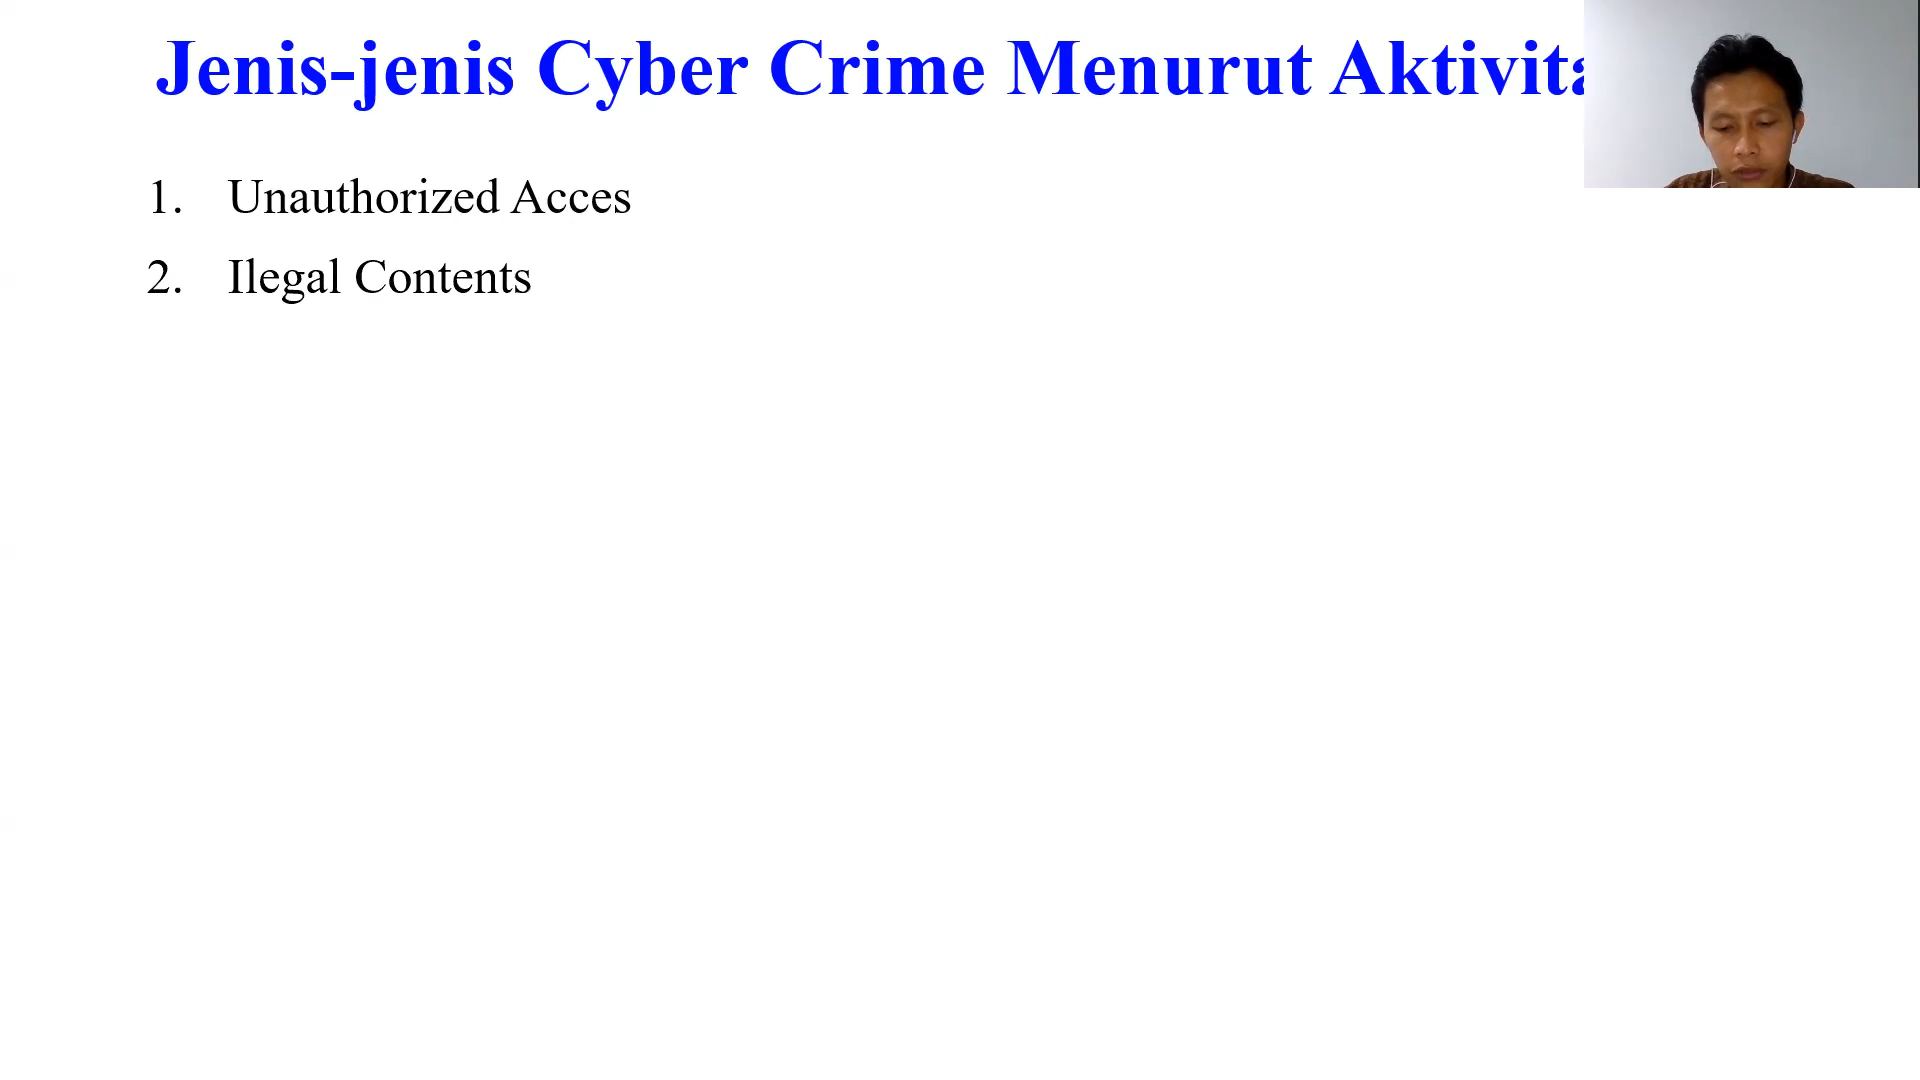 Jenis-jenis Cyber Crime Menurut Aktivita
1. Unauthorized Acces
2. Ilegal Contents